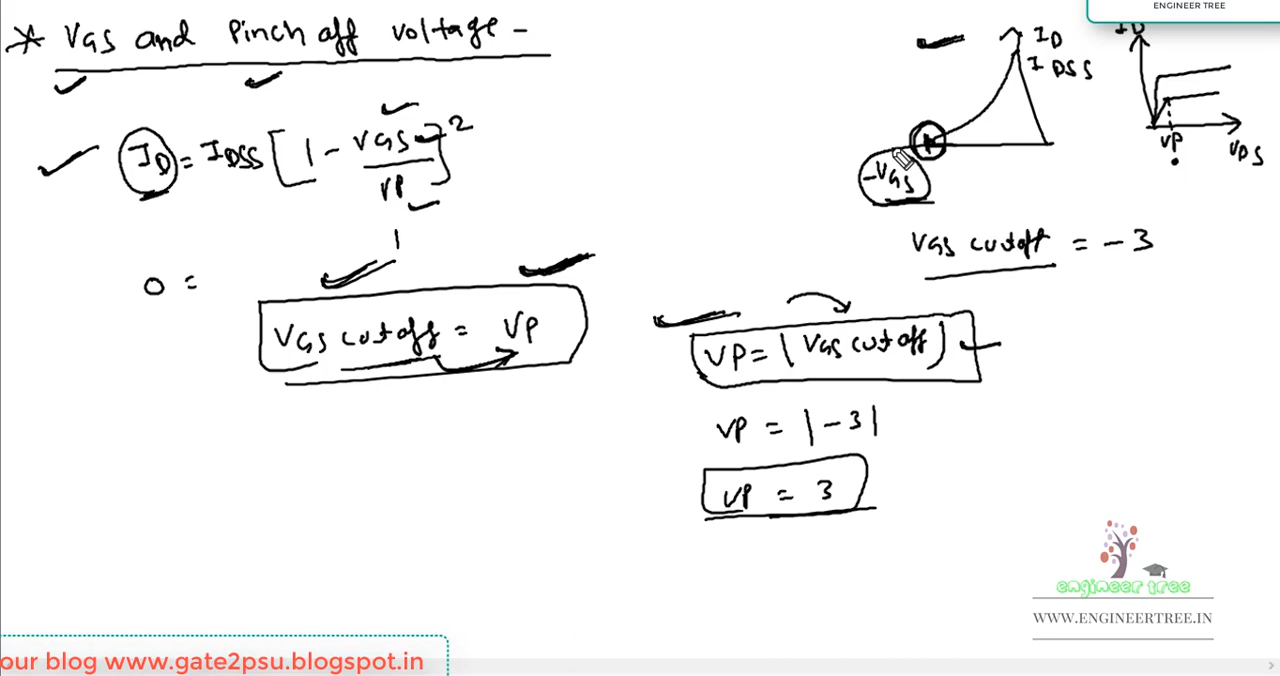 ENGINEER TREE
* VGS and Pinch off voltage -
ID = IDSS [1 - VGS / VP]²
1
0 =
VGS cutoff = VP
ID
IDSS
-VGS
ID
VP
VDS
VGS cutoff = -3
VP = |VGS cutoff|
VP = |-3|
VP = 3
engineer tree
WWW.ENGINEERTREE.IN
our blog www.gate2psu.blogspot.in